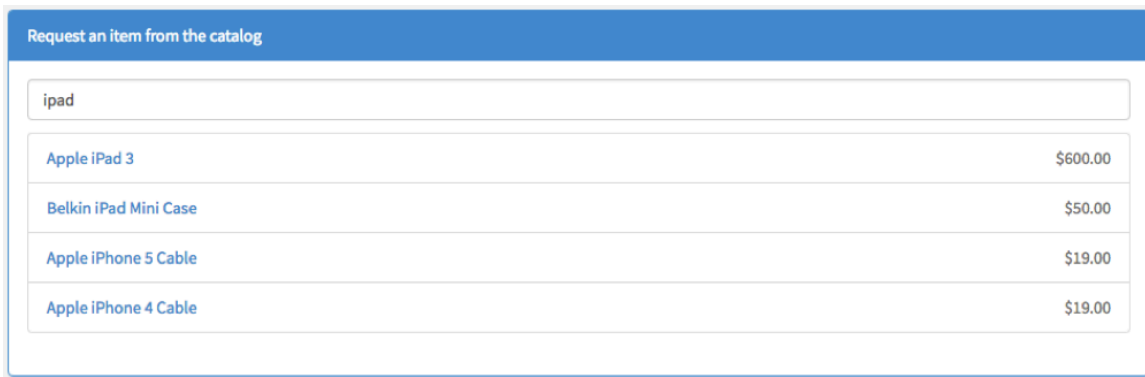 Request an item from the catalog
ipad
Apple iPad 3 $600.00
Belkin iPad Mini Case $50.00
Apple iPhone 5 Cable $19.00
Apple iPhone 4 Cable $19.00